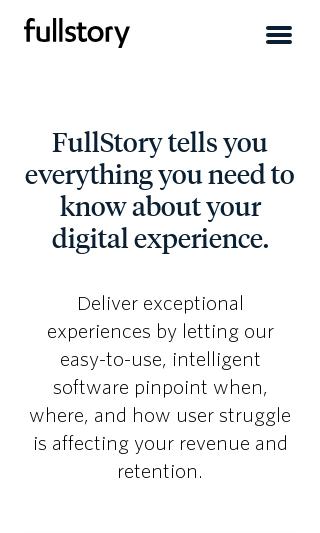 fullstory
FullStory tells you
everything you need to
know about your
digital experience.
Deliver exceptional
experiences by letting our
easy-to-use, intelligent
software pinpoint when,
where, and how user struggle
is affecting your revenue and
retention.